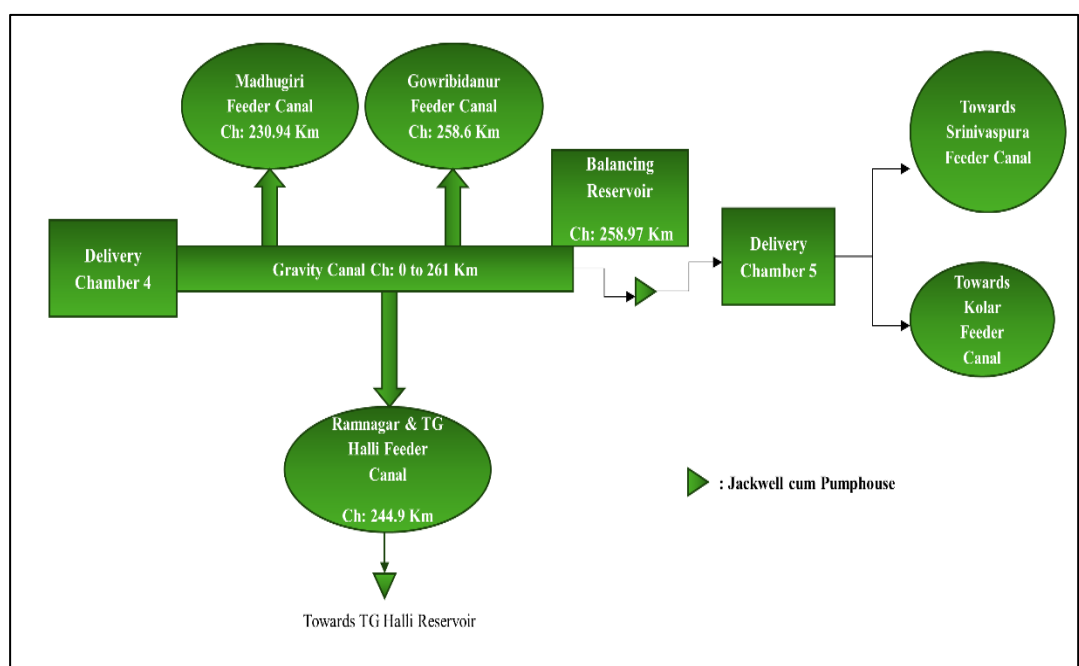 Madhugiri
Feeder Canal
Ch: 230.94 Km
Gowribidanur
Feeder Canal
Ch: 258.6 Km
Towards
Srinivaspura
Feeder Canal
Balancing
Reservoir
Ch: 258.97 Km
Delivery
Chamber 4
Gravity Canal Ch: 0 to 261 Km
Delivery
Chamber 5
Towards
Kolar
Feeder
Canal
Ramnagar & TG
Halli Feeder
Canal
Ch: 244.9 Km
: Jackwell cum Pumphouse
Towards TG Halli Reservoir